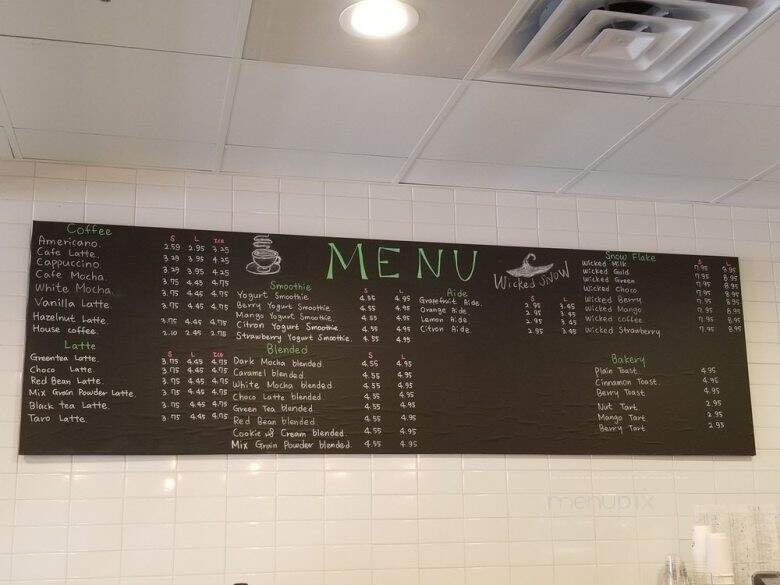 MENU
Wicked Snow
Coffee S L ICE
Americano. 2.59 2.95 3.25
Cafe Latte. 3.29 3.95 4.25
Cappuccino 3.29 3.95 4.25
Cafe Mocha. 3.75 4.45 4.75
White Mocha. 3.75 4.45 4.75
Vanilla Latte 3.75 4.45 4.75
Hazelnut Latte. 3.75 4.45 4.75
House coffee. 2.10 2.45 2.75
Latte S L ICE
Greentea Latte. 3.75 4.45 4.75
Choco Latte. 3.75 4.45 4.75
Red Bean Latte. 3.75 4.45 4.75
Mix Grain Powder Latte. 3.75 4.45 4.75
Black tea Latte. 3.75 4.45 4.75
Taro Latte. 3.75 4.45 4.75
Smoothie S L
Yogurt Smoothie. 4.55 4.95
Berry Yogurt Smoothie. 4.55 4.95
Mango Yogurt Smoothie. 4.55 4.95
Citron Yogurt Smoothie. 4.55 4.95
Strawberry Yogurt Smoothie. 4.55 4.95
Blended S L
Dark Mocha blended. 4.55 4.95
Caramel blended. 4.55 4.95
White Mocha blended. 4.55 4.95
Choco Latte blended. 4.55 4.95
Green Tea blended. 4.55 4.95
Red Bean blended. 4.55 4.95
Cookie & Cream blended. 4.55 4.95
Mix Grain Powder blended. 4.55 4.95
Aide S L
Grapefruit Aide. 2.95 3.45
Orange Aide 2.95 3.45
Lemon Aide 2.95 3.45
Citron Aide 2.95 3.45
Snow Flake S L
Wicked Milk 7.95 8.95
Wicked Guld 7.95 8.95
Wicked Green 7.95 8.95
Wicked Choco 7.95 8.95
Wicked Berry 7.95 8.95
Wicked Mango 7.95 8.95
Wicked coffee 7.95 8.95
Wicked Strawberry 7.95 8.95
Bakery
Plain Toast. 4.95
Cinnamon Toast. 4.95
Berry Toast 4.95
Nut Tart. 2.95
Mango Tart 2.95
Berry Tart 2.95
menupix